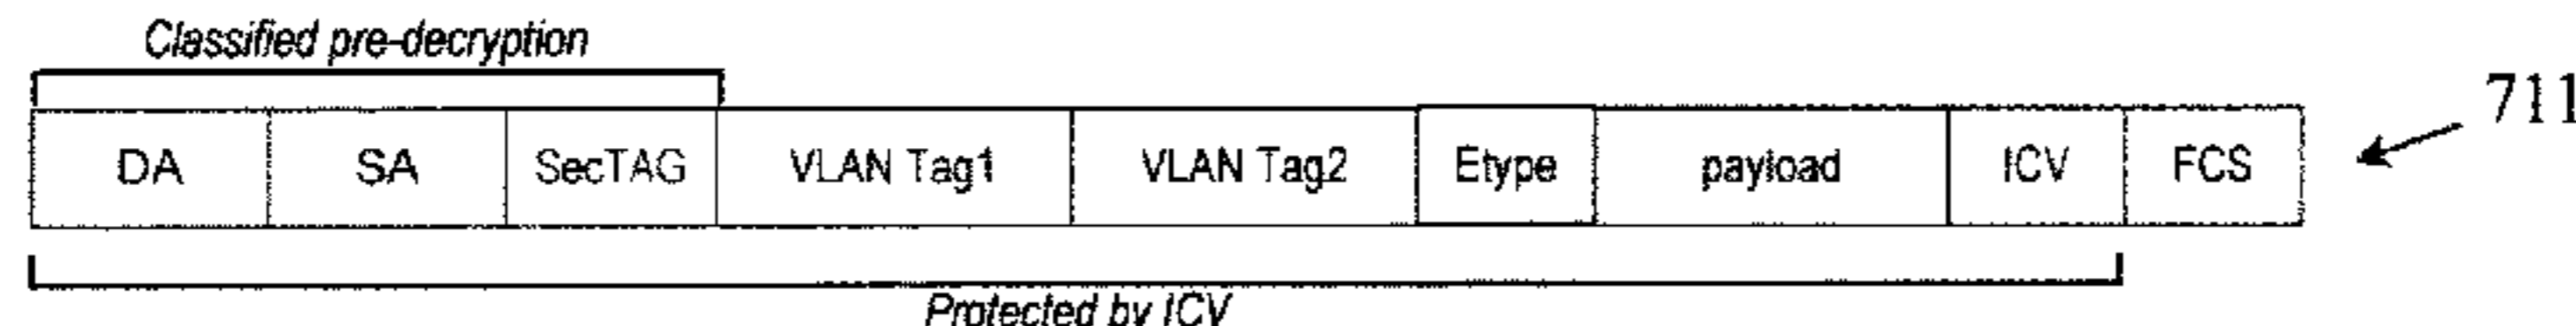 Classified pre-decryption
711
DA SA SecTAG VLAN Tag1 VLAN Tag2 Etype payload ICV FCS
Protected by ICV